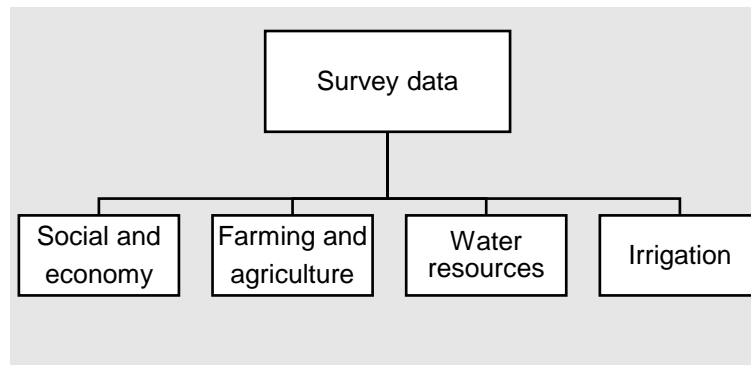 Survey data
Social and
economy
Farming and
agriculture
Water
resources
Irrigation